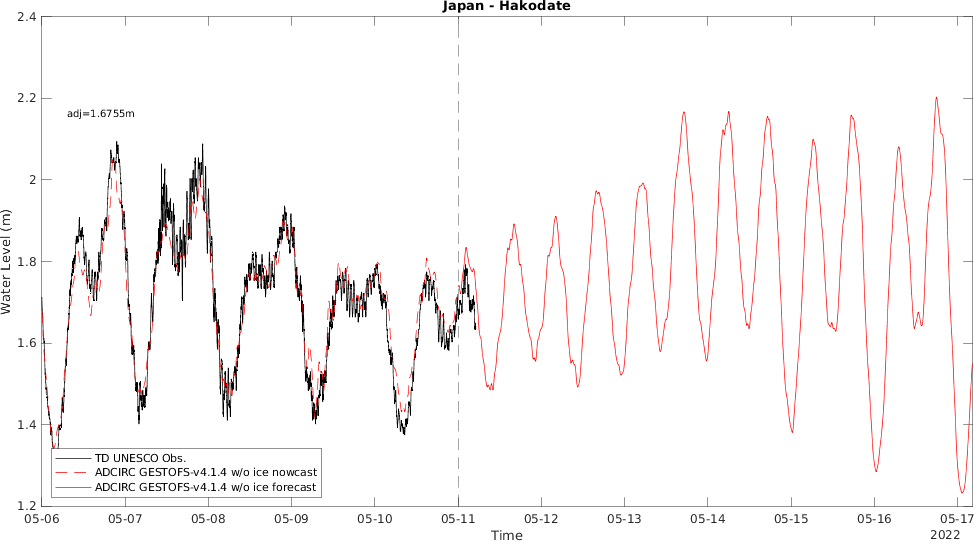 Japan - Hakodate
2.4
2.2
2
1.8
1.6
1.4
1.2
Water Level (m)
adj=1.6755m
TD UNESCO Obs.
ADCIRC GESTOFS-v4.1.4 w/o ice nowcast
ADCIRC GESTOFS-v4.1.4 w/o ice forecast
05-06 05-07 05-08 05-09 05-10 05-11 05-12 05-13 05-14 05-15 05-16 05-17
Time
2022